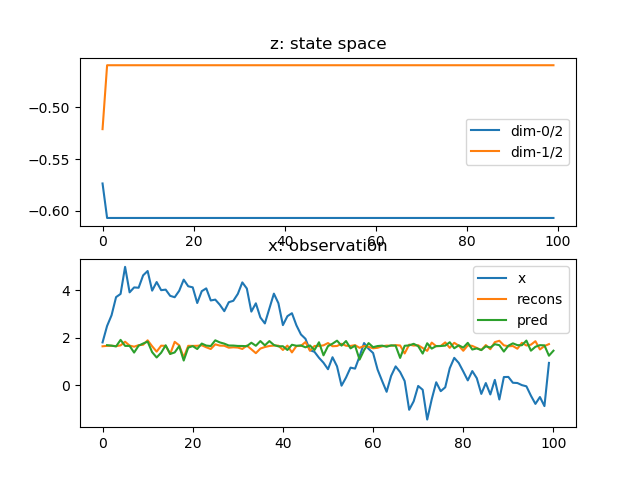 z: state space
−0.50
−0.55
−0.60
dim-0/2
dim-1/2
0 20 40 60 80 100
x: observation
4
2
0
x
recons
pred
0 20 40 60 80 100